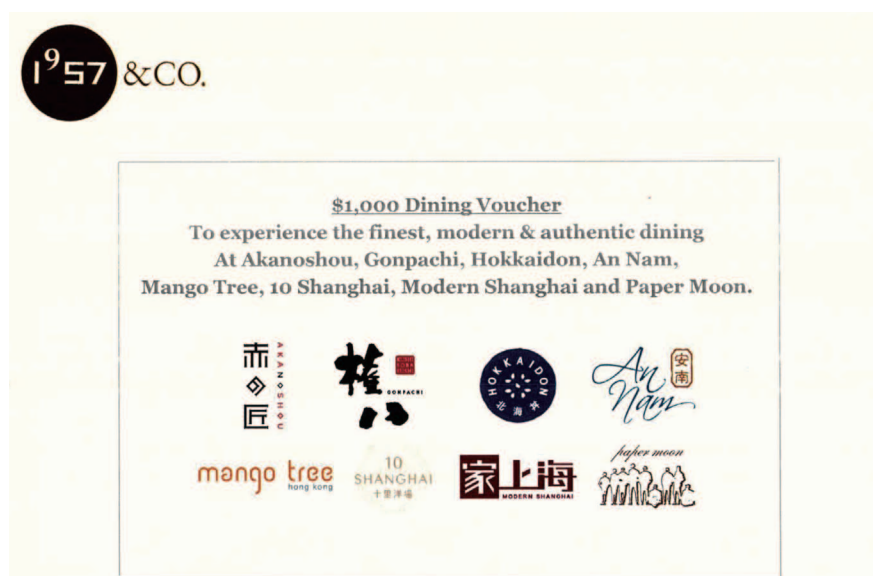 1957 &CO.
$1,000 Dining Voucher
To experience the finest, modern & authentic dining
At Akanoshou, Gonpachi, Hokkaidon, An Nam,
Mango Tree, 10 Shanghai, Modern Shanghai and Paper Moon.
赤の匠
AKANOSHOU
権八
GONPACHI
HOKKAIDON
北海丼
An Nam
安南
mango tree
hong kong
10
SHANGHAI
十里洋場
家上海
MODERN SHANGHAI
paper moon